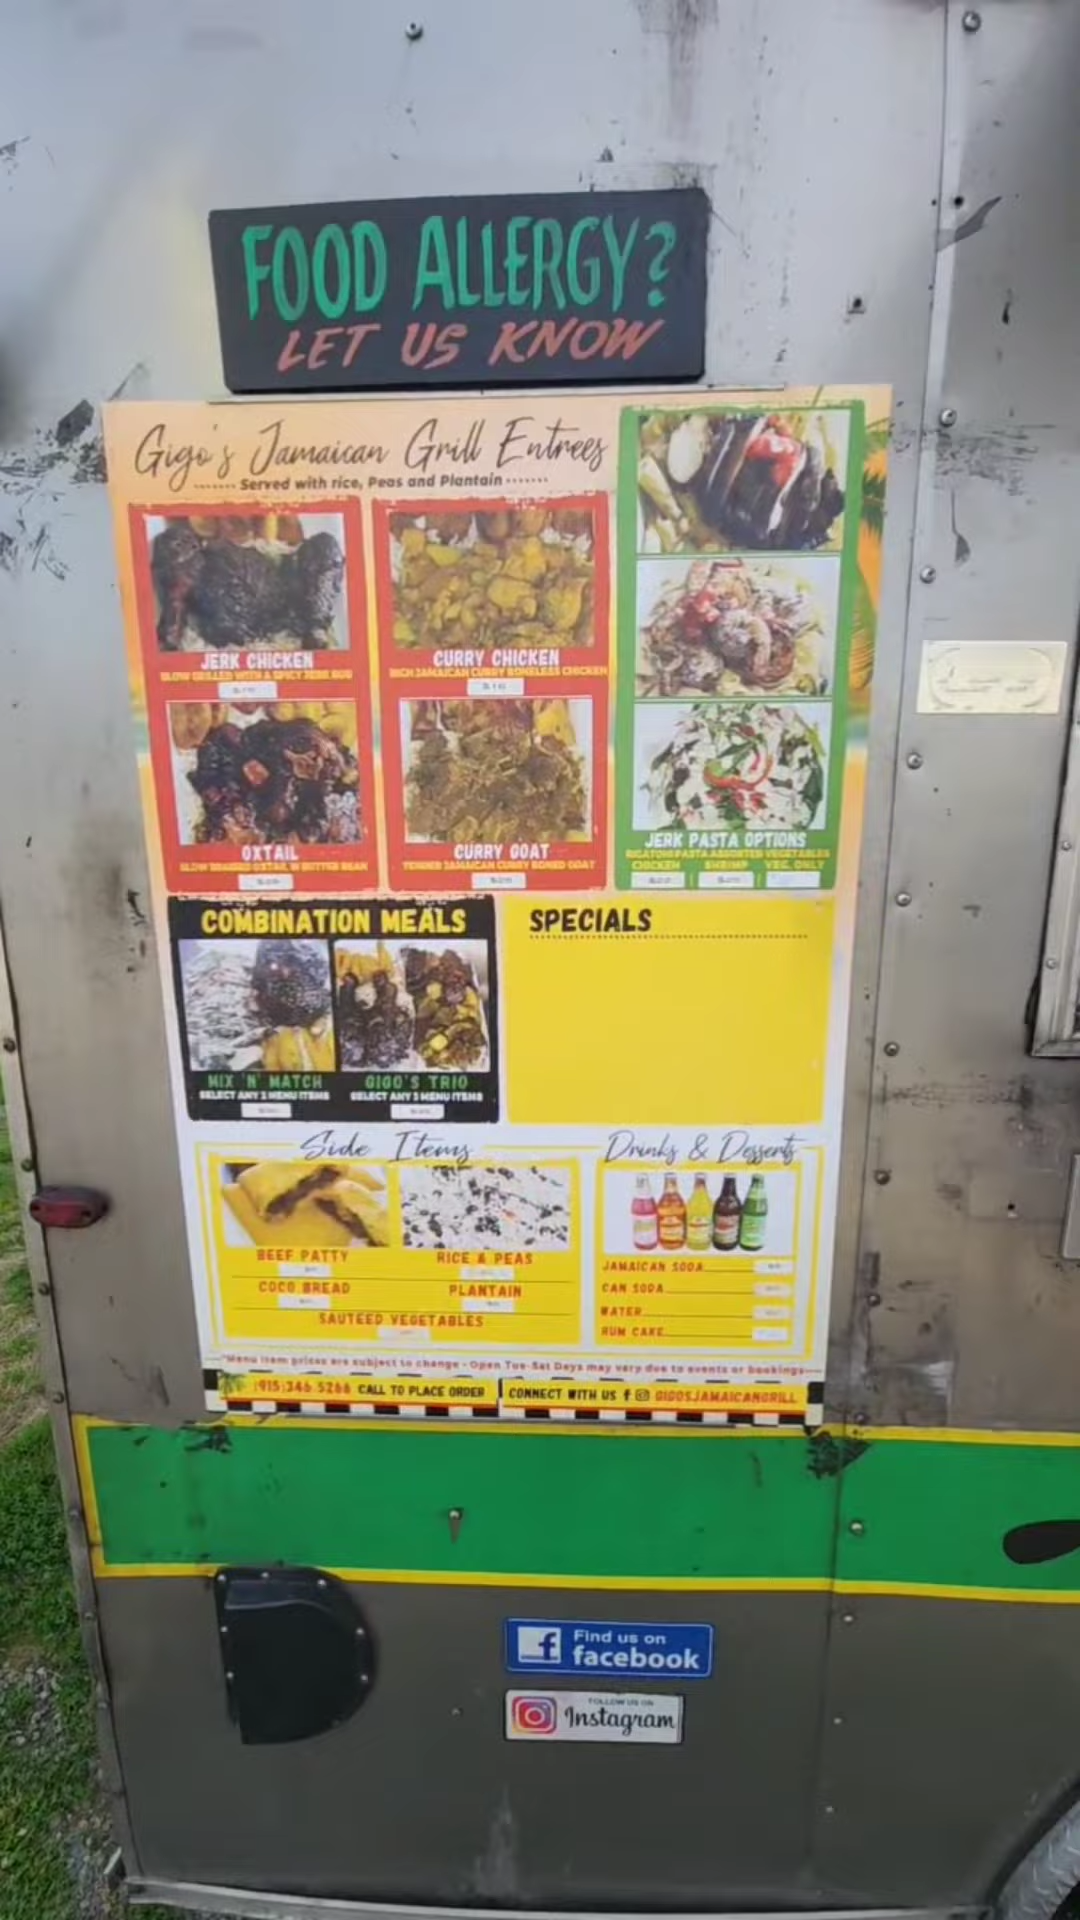 FOOD ALLERGY?
LET US KNOW
Gigo's Jamaican Grill Entrees
Served with rice, Peas and Plantain
JERK CHICKEN
SLOW GRILLED WITH A SPICY JERK RUB
CURRY CHICKEN
RICH JAMAICAN CURRY BONELESS CHICKEN
OXTAIL
SLOW BRAISED OXTAIL W BUTTER BEAN
CURRY GOAT
TENDER JAMAICAN CURRY BONED GOAT
JERK PASTA OPTIONS
RIGATONI PASTA ASSORTED VEGETABLES
CHICKEN SHRIMP VEG. ONLY
COMBINATION MEALS
MIX 'N' MATCH
SELECT ANY 2 MENU ITEMS
GIGO'S TRIO
SELECT ANY 3 MENU ITEMS
SPECIALS
Side Items
BEEF PATTY
RICE & PEAS
COCO BREAD
PLANTAIN
SAUTEED VEGETABLES
Drinks & Desserts
JAMAICAN SODA
CAN SODA
WATER
RUM CAKE
*Menu item prices are subject to change - Open Tue-Sat Days may vary due to events or bookings
(915)346 5266 CALL TO PLACE ORDER
CONNECT WITH US f GIGOSJAMAICANGRILL
f Find us on
facebook
FOLLOW US ON
Instagram